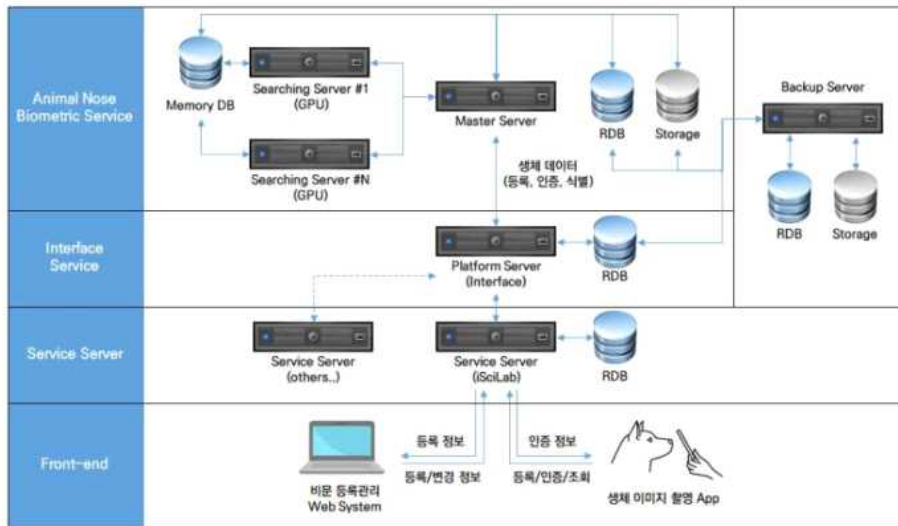 Animal Nose
Biometric Service
Memory DB
Searching Server #1
(GPU)
Searching Server #N
(GPU)
Master Server
생체 데이터
(등록, 인증, 식별)
RDB
Storage
Backup Server
RDB
Storage
Interface
Service
Platform Server
(Interface)
RDB
Service Server
Service Server
(others..)
Service Server
(iSciLab)
RDB
Front-end
비문 등록관리
Web System
등록 정보
등록/변경 정보
인증 정보
등록/인증/조회
생체 이미지 촬영 App